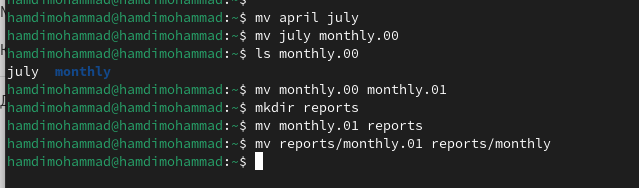 hamdimohammad@hamdimohammad:~$ mv april july
hamdimohammad@hamdimohammad:~$ mv july monthly.00
hamdimohammad@hamdimohammad:~$ ls monthly.00
july  monthly
hamdimohammad@hamdimohammad:~$ mv monthly.00 monthly.01
hamdimohammad@hamdimohammad:~$ mkdir reports
hamdimohammad@hamdimohammad:~$ mv monthly.01 reports
hamdimohammad@hamdimohammad:~$ mv reports/monthly.01 reports/monthly
hamdimohammad@hamdimohammad:~$